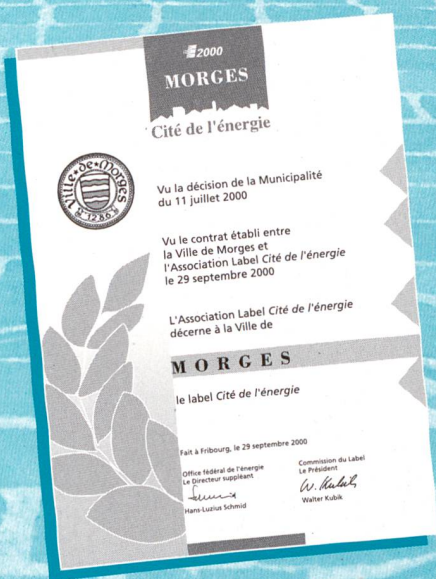 2000
MORGES
Cité de l'énergie
Ville • de • Morges
1286
Vu la décision de la Municipalité
du 11 juillet 2000
Vu le contrat établi entre
la Ville de Morges et
l'Association Label Cité de l'énergie
le 29 septembre 2000
L'Association Label Cité de l'énergie
décerne à la Ville de
MORGES
le label Cité de l'énergie
Fait à Fribourg, le 29 septembre 2000
Office fédéral de l'énergie
Le Directeur suppléant
Hans-Luzius Schmid
Commission du Label
Le Président
W. Kubik
Walter Kubik